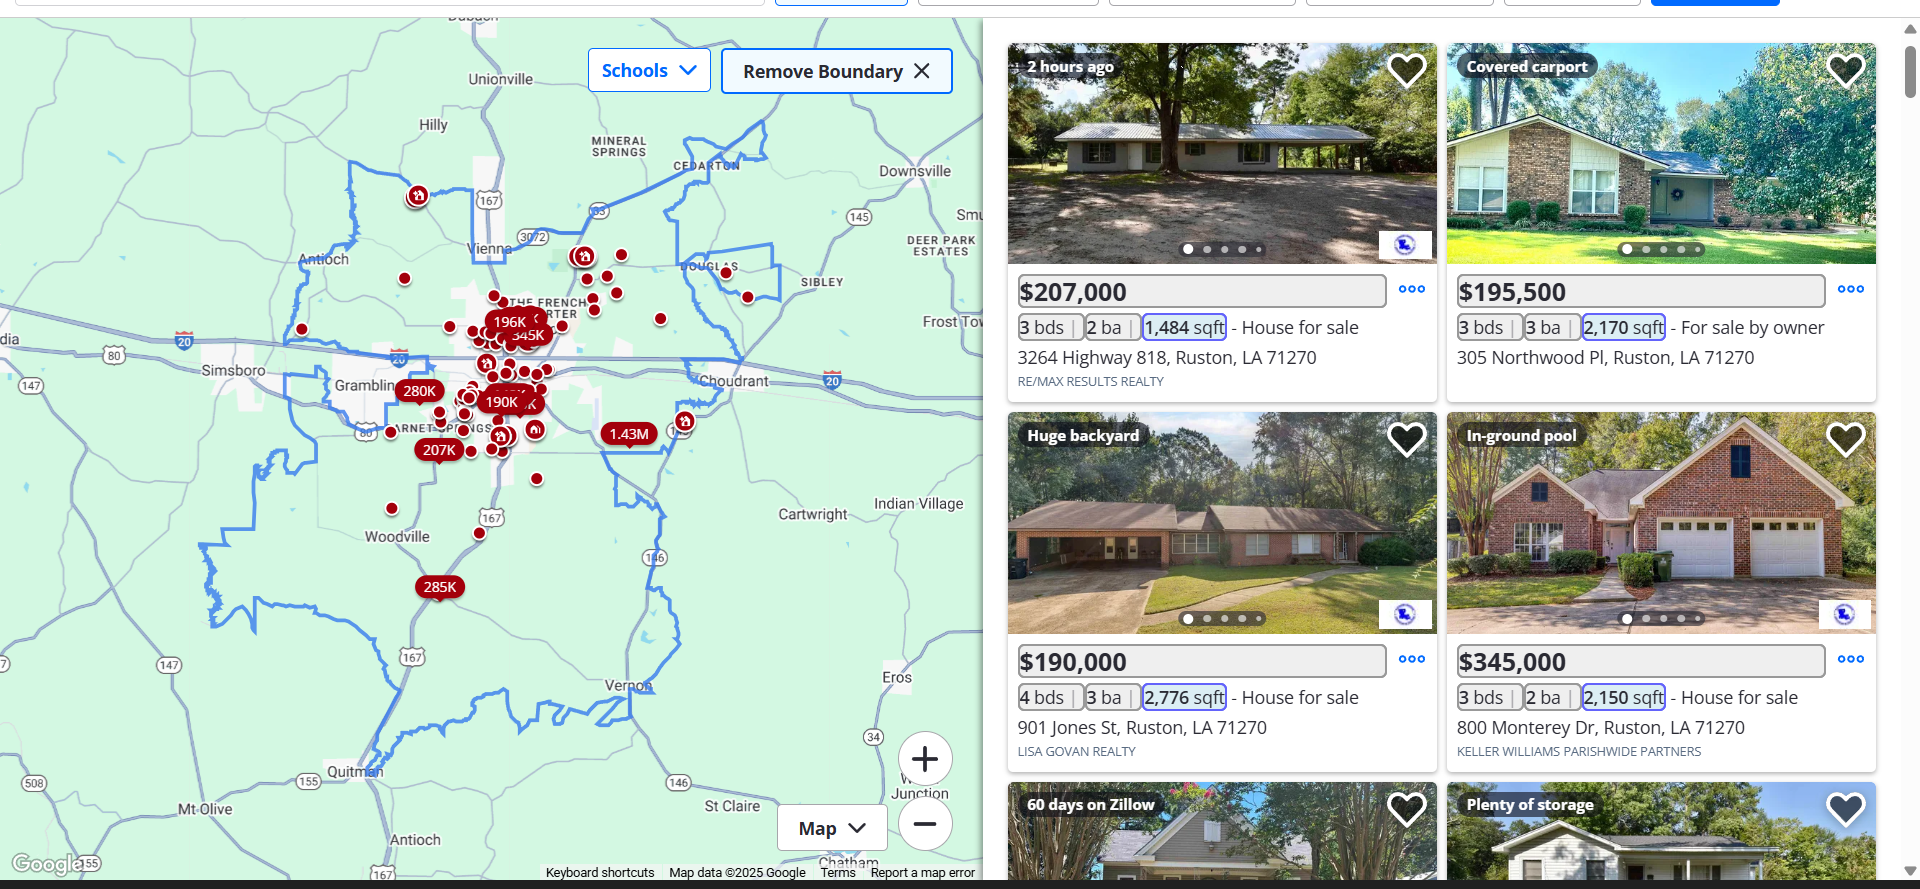 Dubach
Unionville
Schools
Remove Boundary
Hilly
MINERAL
SPRINGS
CEDARTON
Downsville
167
33
145
Smu
3072
Vienna
DEER PARK
ESTATES
Antioch
DOUGLAS
SIBLEY
THE FRENCH
RTER
196K
K
345K
Frost Tow
dia
20
80
20
147
Simsboro
Grambling
280K
Choudrant
20
190K
K
80
ARNET SPRINGS
207K
1.43M
Indian Village
Cartwright
167
Woodville
146
285K
147
167
Vernon
Eros
34
Quitman
155
146
508
Mt Olive
St Claire
W
Junction
Map
Antioch
Chatham
Google
155
167
Keyboard shortcuts
Map data ©2025 Google
Terms
Report a map error
2 hours ago
$207,000
3 bds | 2 ba | 1,484 sqft - House for sale
3264 Highway 818, Ruston, LA 71270
RE/MAX RESULTS REALTY
Covered carport
$195,500
3 bds | 3 ba | 2,170 sqft - For sale by owner
305 Northwood Pl, Ruston, LA 71270
Huge backyard
$190,000
4 bds | 3 ba | 2,776 sqft - House for sale
901 Jones St, Ruston, LA 71270
LISA GOVAN REALTY
In-ground pool
$345,000
3 bds | 2 ba | 2,150 sqft - House for sale
800 Monterey Dr, Ruston, LA 71270
KELLER WILLIAMS PARISHWIDE PARTNERS
60 days on Zillow
Plenty of storage